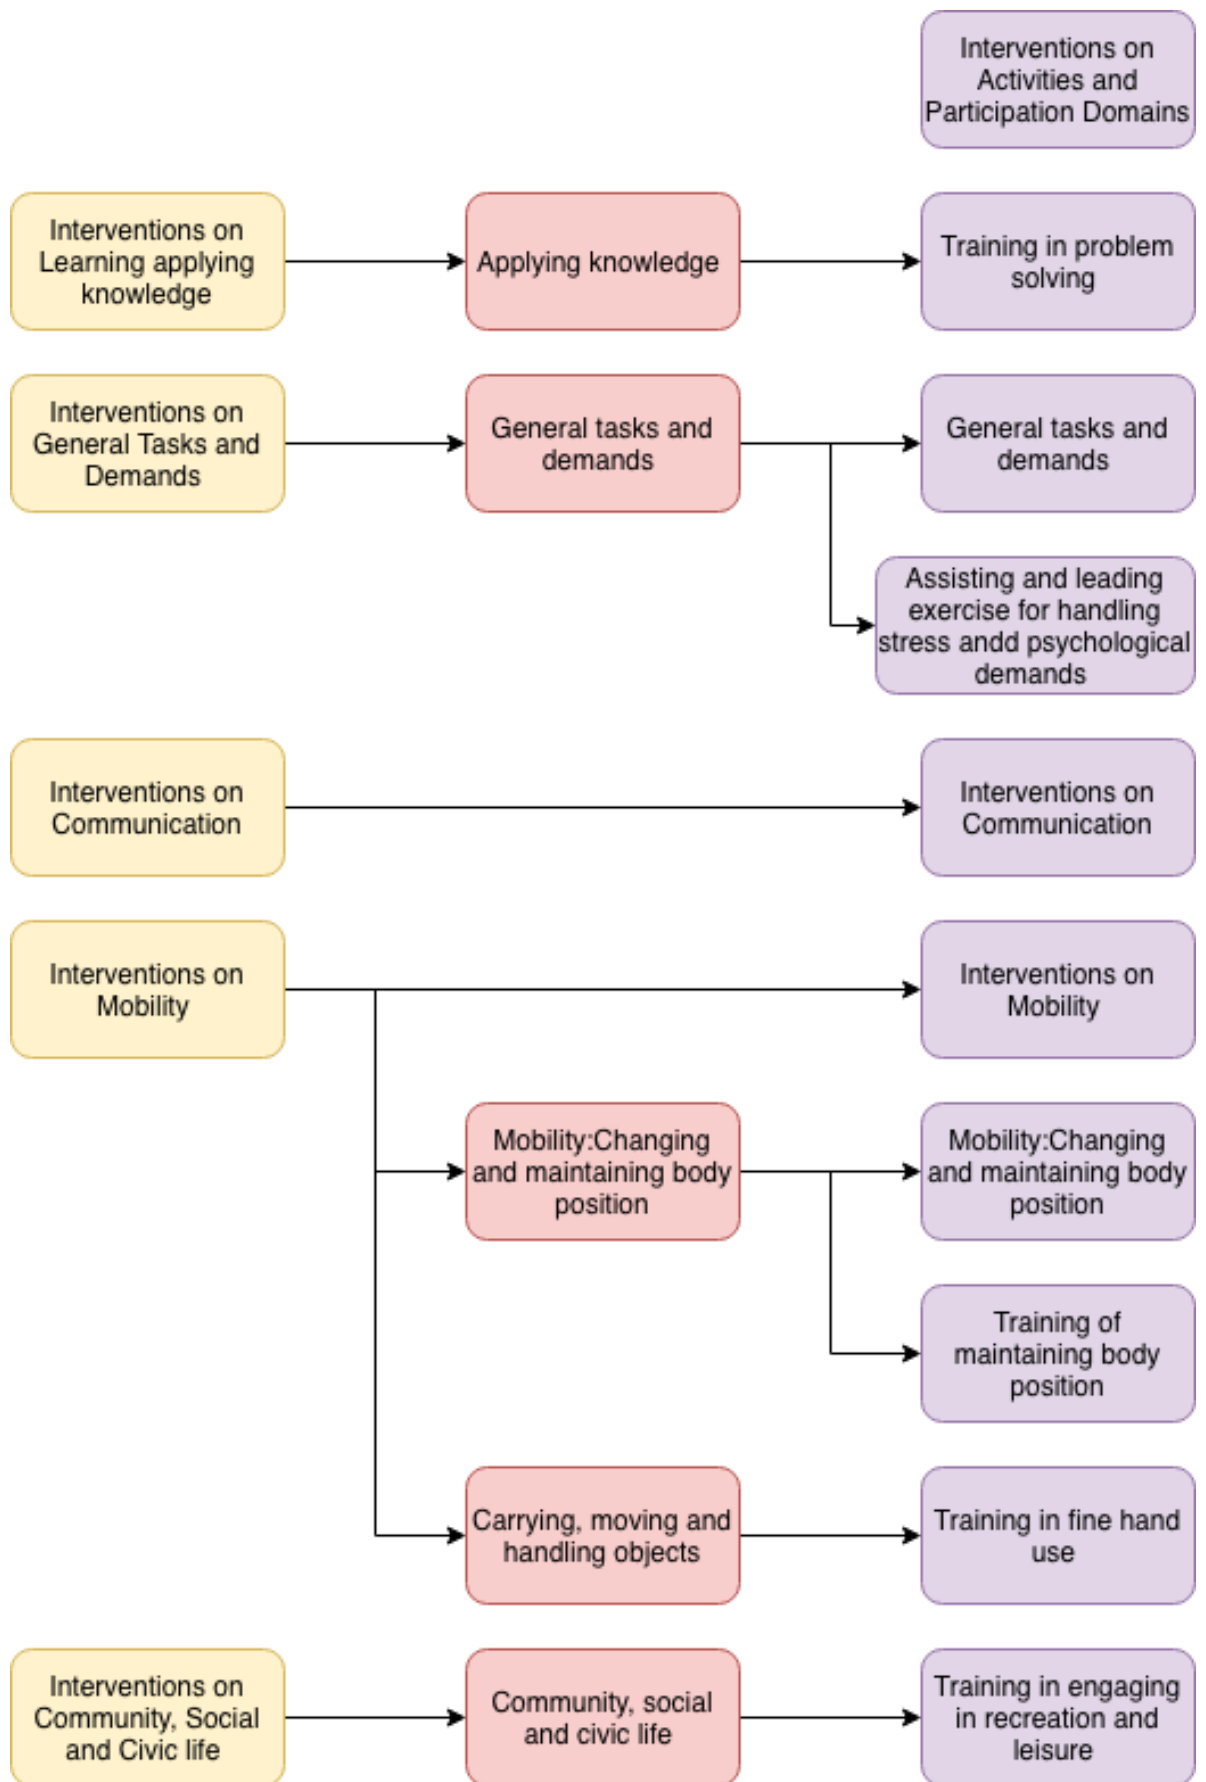 Interventions on
Activities and
Participation Domains
Interventions on
Learning applying
knowledge
Applying knowledge
Training in problem
solving
Interventions on
General Tasks and
Demands
General tasks and
demands
General tasks and
demands
Assisting and leading
exercise for handling
stress andd psychological
demands
Interventions on
Communication
Interventions on
Communication
Interventions on
Mobility
Interventions on
Mobility
Mobility:Changing
and maintaining body
position
Mobility:Changing
and maintaining body
position
Training of
maintaining body
position
Carrying, moving and
handling objects
Training in fine hand
use
Interventions on
Community, Social
and Civic life
Community, social
and civic life
Training in engaging
in recreation and
leisure